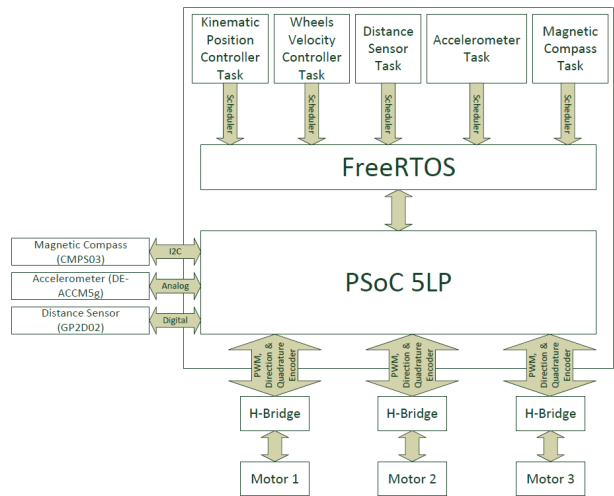 Kinematic
Position
Controller
Task
Wheels
Velocity
Controller
Task
Distance
Sensor
Task
Accelerometer
Task
Magnetic
Compass
Task
Scheduler
Scheduler
Scheduler
Scheduler
Scheduler
FreeRTOS
PSoC 5LP
Magnetic Compass
(CMPS03)
I2C
Accelerometer (DE-
ACCM5g)
Analog
Distance Sensor
(GP2D02)
Digital
PWM,
Direction &
Quadrature
Encoder
PWM,
Direction &
Quadrature
Encoder
PWM,
Direction &
Quadrature
Encoder
H-Bridge
H-Bridge
H-Bridge
Motor 1
Motor 2
Motor 3